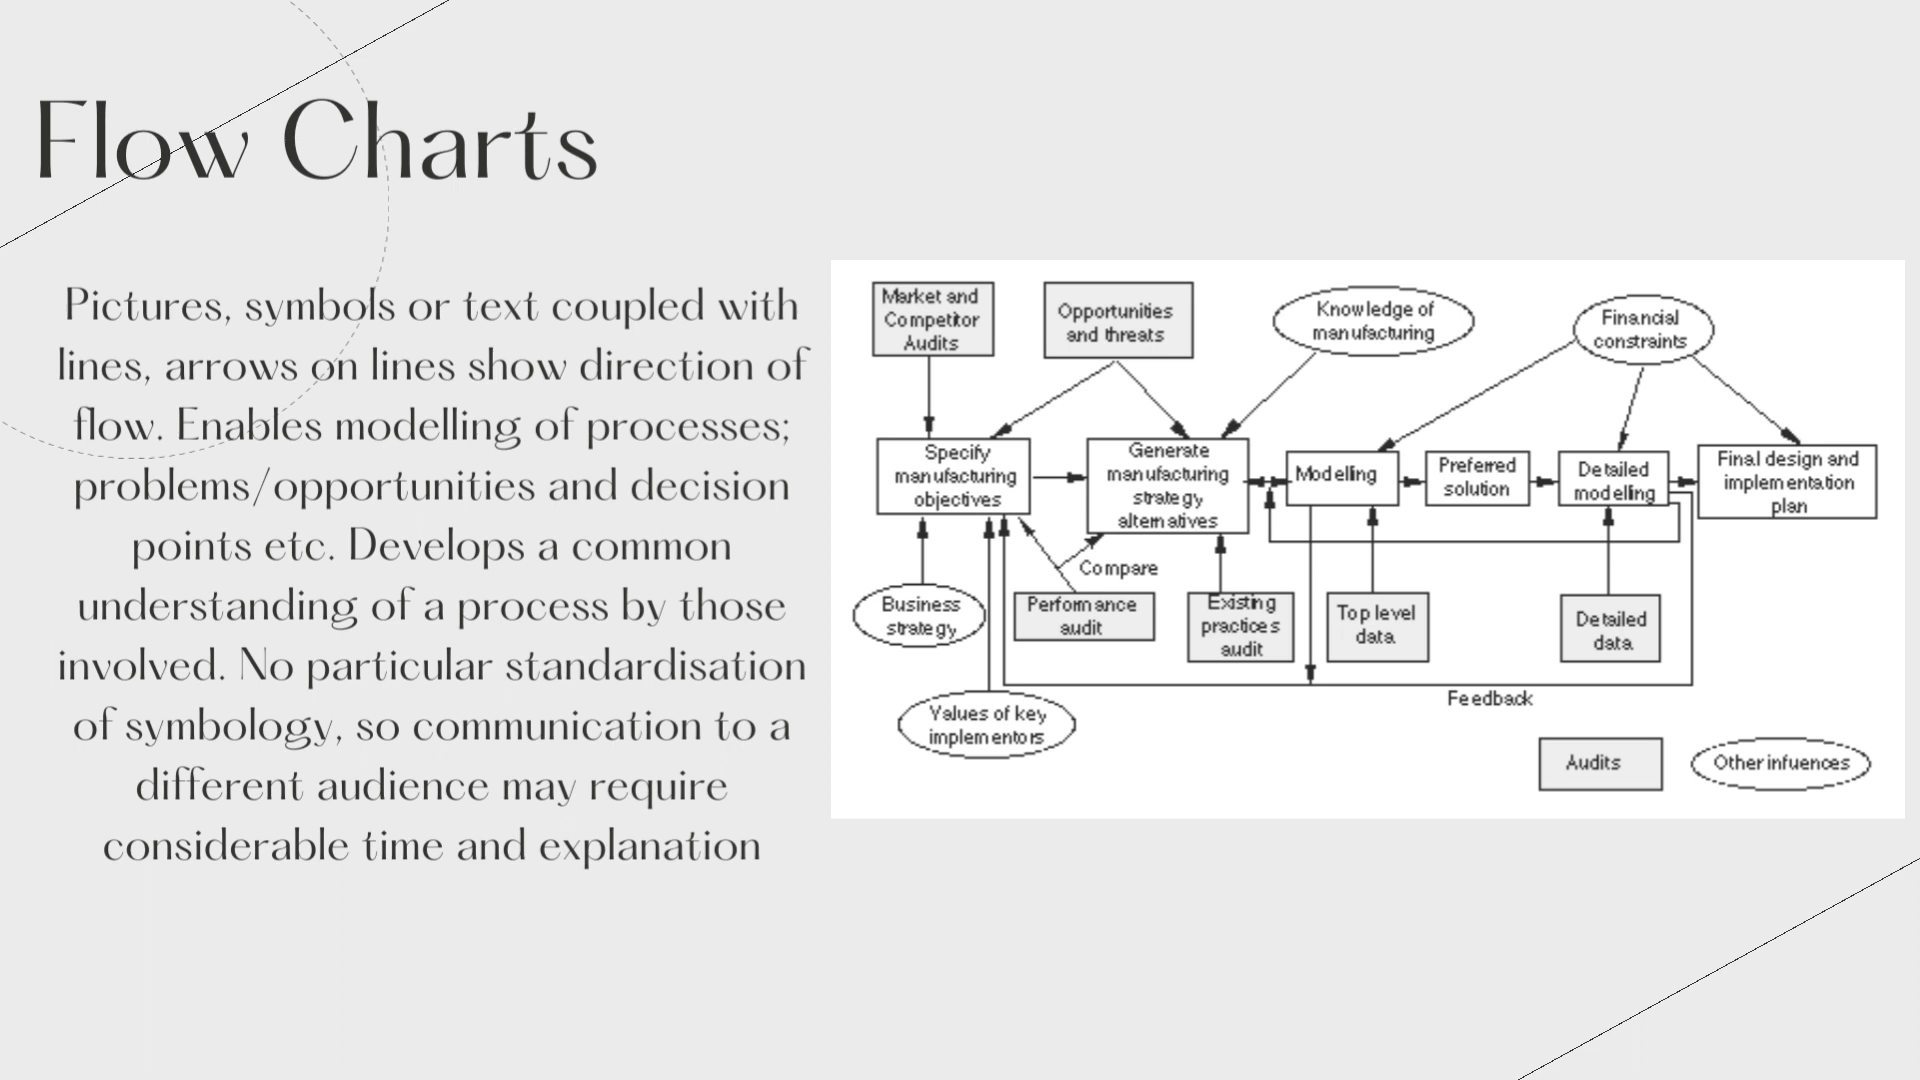 Flow Charts
Pictures, symbols or text coupled with
lines, arrows on lines show direction of
flow. Enables modelling of processes;
problems/opportunities and decision
points etc. Develops a common
understanding of a process by those
involved. No particular standardisation
of symbology, so communication to a
different audience may require
considerable time and explanation
Market and
Competitor
Audits
Opportunities
and threats
Knowledge of
manufacturing
Financial
constraints
Specify
manufacturing
objectives
Generate
manufacturing
strategy
alternatives
Modelling
Preferred
solution
Detailed
modelling
Final design and
implementation
plan
Compare
Business
strategy
Performance
audit
Existing
practices
audit
Top level
data
Detailed
data
Feedback
Values of key
implementors
Audits
Other infuences